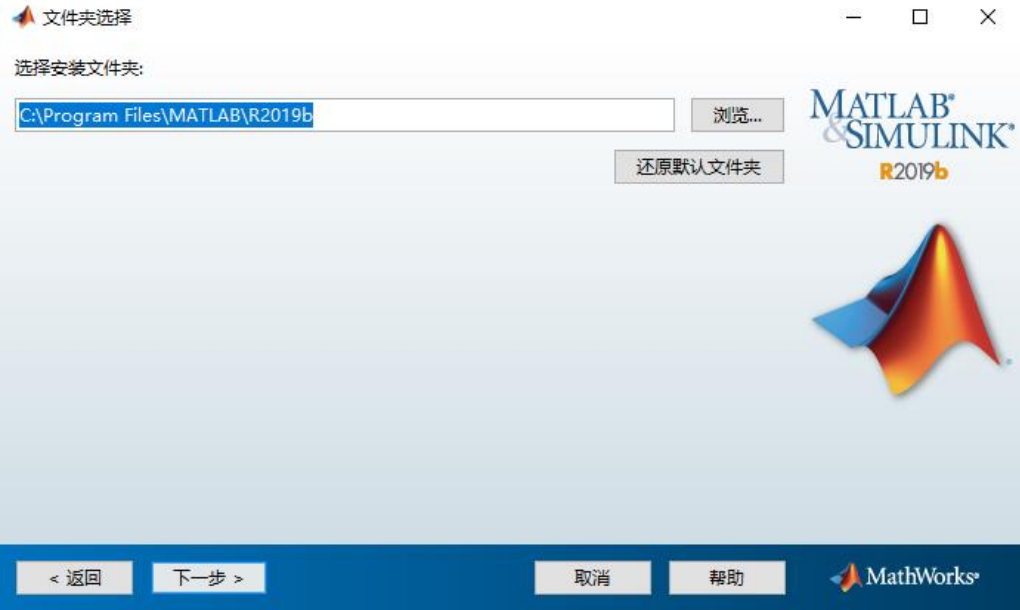 文件夹选择
选择安装文件夹:
C:\Program Files\MATLAB\R2019b
浏览...
还原默认文件夹
MATLAB®
&SIMULINK®
R2019b
< 返回
下一步 >
取消
帮助
MathWorks®